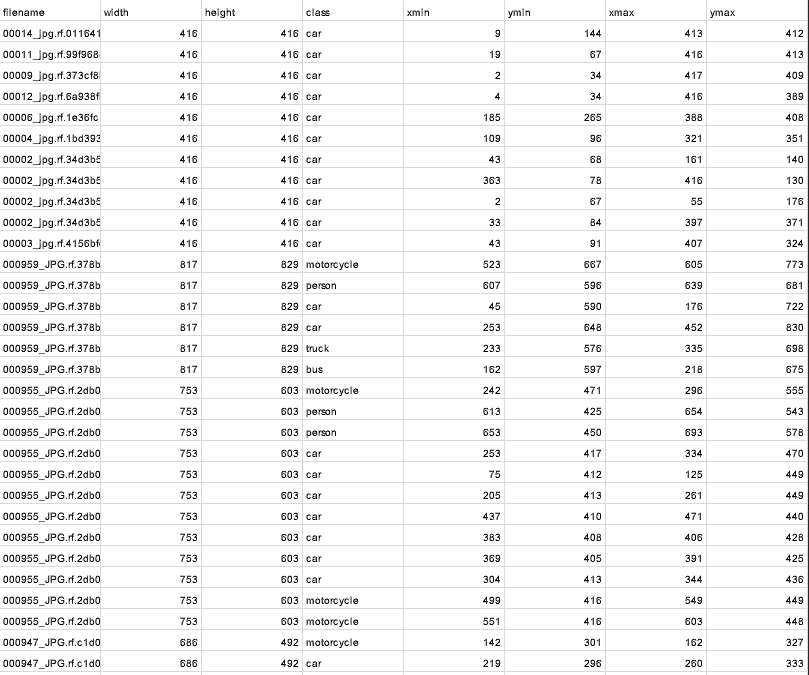 filename width height class xmin ymin xmax ymax
00014_jpg.rf.011641 416 416 car 9 144 413 412
00011_jpg.rf.99f968 416 416 car 19 67 416 413
00009_jpg.rf.373cf8 416 416 car 2 34 417 409
00012_jpg.rf.6a938f 416 416 car 4 34 416 389
00006_jpg.rf.1e36fc 416 416 car 185 265 388 408
00004_jpg.rf.1bd393 416 416 car 109 96 321 351
00002_jpg.rf.34d3b5 416 416 car 43 68 161 140
00002_jpg.rf.34d3b5 416 416 car 363 78 416 130
00002_jpg.rf.34d3b5 416 416 car 2 67 55 176
00002_jpg.rf.34d3b5 416 416 car 33 84 397 371
00003_jpg.rf.4156bf 416 416 car 43 91 407 324
000959_JPG.rf.378b 817 829 motorcycle 523 667 605 773
000959_JPG.rf.378b 817 829 person 607 596 639 681
000959_JPG.rf.378b 817 829 car 45 590 176 722
000959_JPG.rf.378b 817 829 car 253 648 452 830
000959_JPG.rf.378b 817 829 truck 233 576 335 698
000959_JPG.rf.378b 817 829 bus 162 597 218 675
000955_JPG.rf.2db0 753 603 motorcycle 242 471 296 555
000955_JPG.rf.2db0 753 603 person 613 425 654 543
000955_JPG.rf.2db0 753 603 person 653 450 693 578
000955_JPG.rf.2db0 753 603 car 253 417 334 470
000955_JPG.rf.2db0 753 603 car 75 412 125 449
000955_JPG.rf.2db0 753 603 car 205 413 261 449
000955_JPG.rf.2db0 753 603 car 437 410 471 440
000955_JPG.rf.2db0 753 603 car 383 408 406 428
000955_JPG.rf.2db0 753 603 car 369 405 391 425
000955_JPG.rf.2db0 753 603 car 304 413 344 436
000955_JPG.rf.2db0 753 603 motorcycle 499 416 549 449
000955_JPG.rf.2db0 753 603 motorcycle 551 416 603 448
000947_JPG.rf.c1d0 686 492 motorcycle 142 301 162 327
000947_JPG.rf.c1d0 686 492 car 219 296 260 333